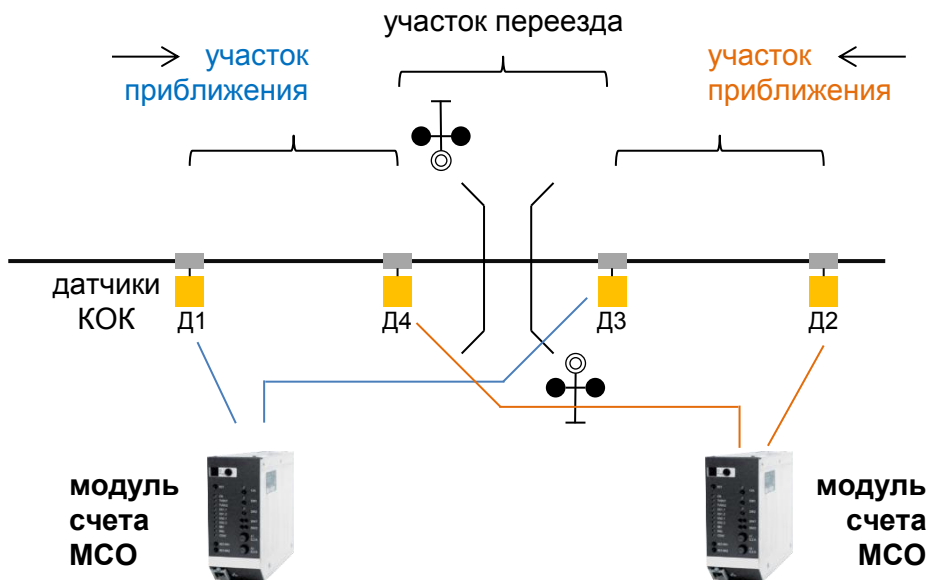 участок переезда
участок
приближения
участок
приближения
датчики
КОК
Д1
Д4
Д3
Д2
модуль
счета
МСО
модуль
счета
МСО